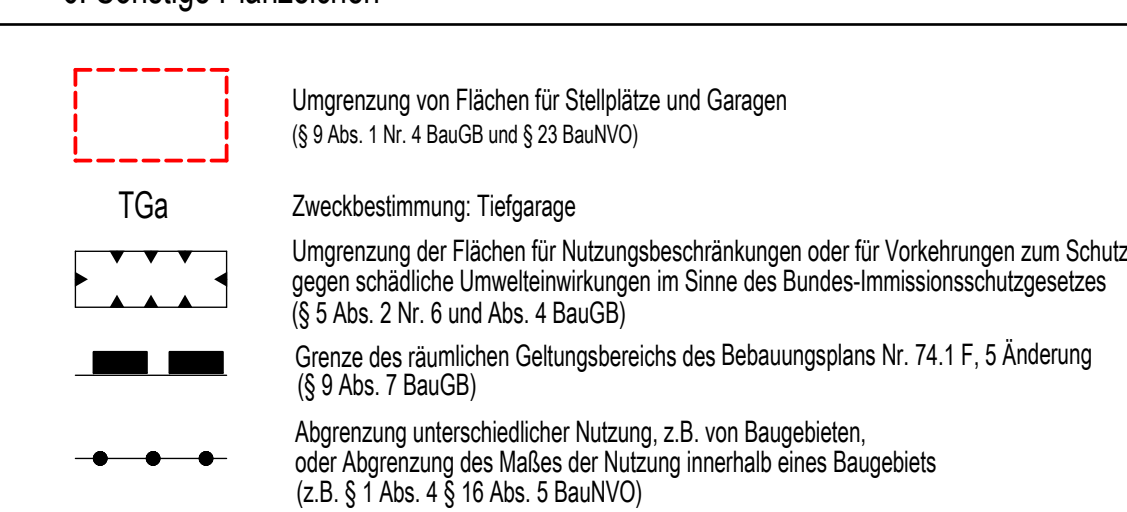 Sonstige Planzeichen
Umgrenzung von Flächen für Stellplätze und Garagen
(§ 9 Abs. 1 Nr. 4 BauGB und § 23 BauNVO)
TGa
Zweckbestimmung: Tiefgarage
Umgrenzung der Flächen für Nutzungsbeschränkungen oder für Vorkehrungen zum Schutz
gegen schädliche Umwelteinwirkungen im Sinne des Bundes-Immissionsschutzgesetzes
(§ 5 Abs. 2 Nr. 6 und Abs. 4 BauGB)
Grenze des räumlichen Geltungsbereichs des Bebauungsplans Nr. 74.1 F, 5 Änderung
(§ 9 Abs. 7 BauGB)
Abgrenzung unterschiedlicher Nutzung, z.B. von Baugebieten,
oder Abgrenzung des Maßes der Nutzung innerhalb eines Baugebiets
(z.B. § 1 Abs. 4 § 16 Abs. 5 BauNVO)